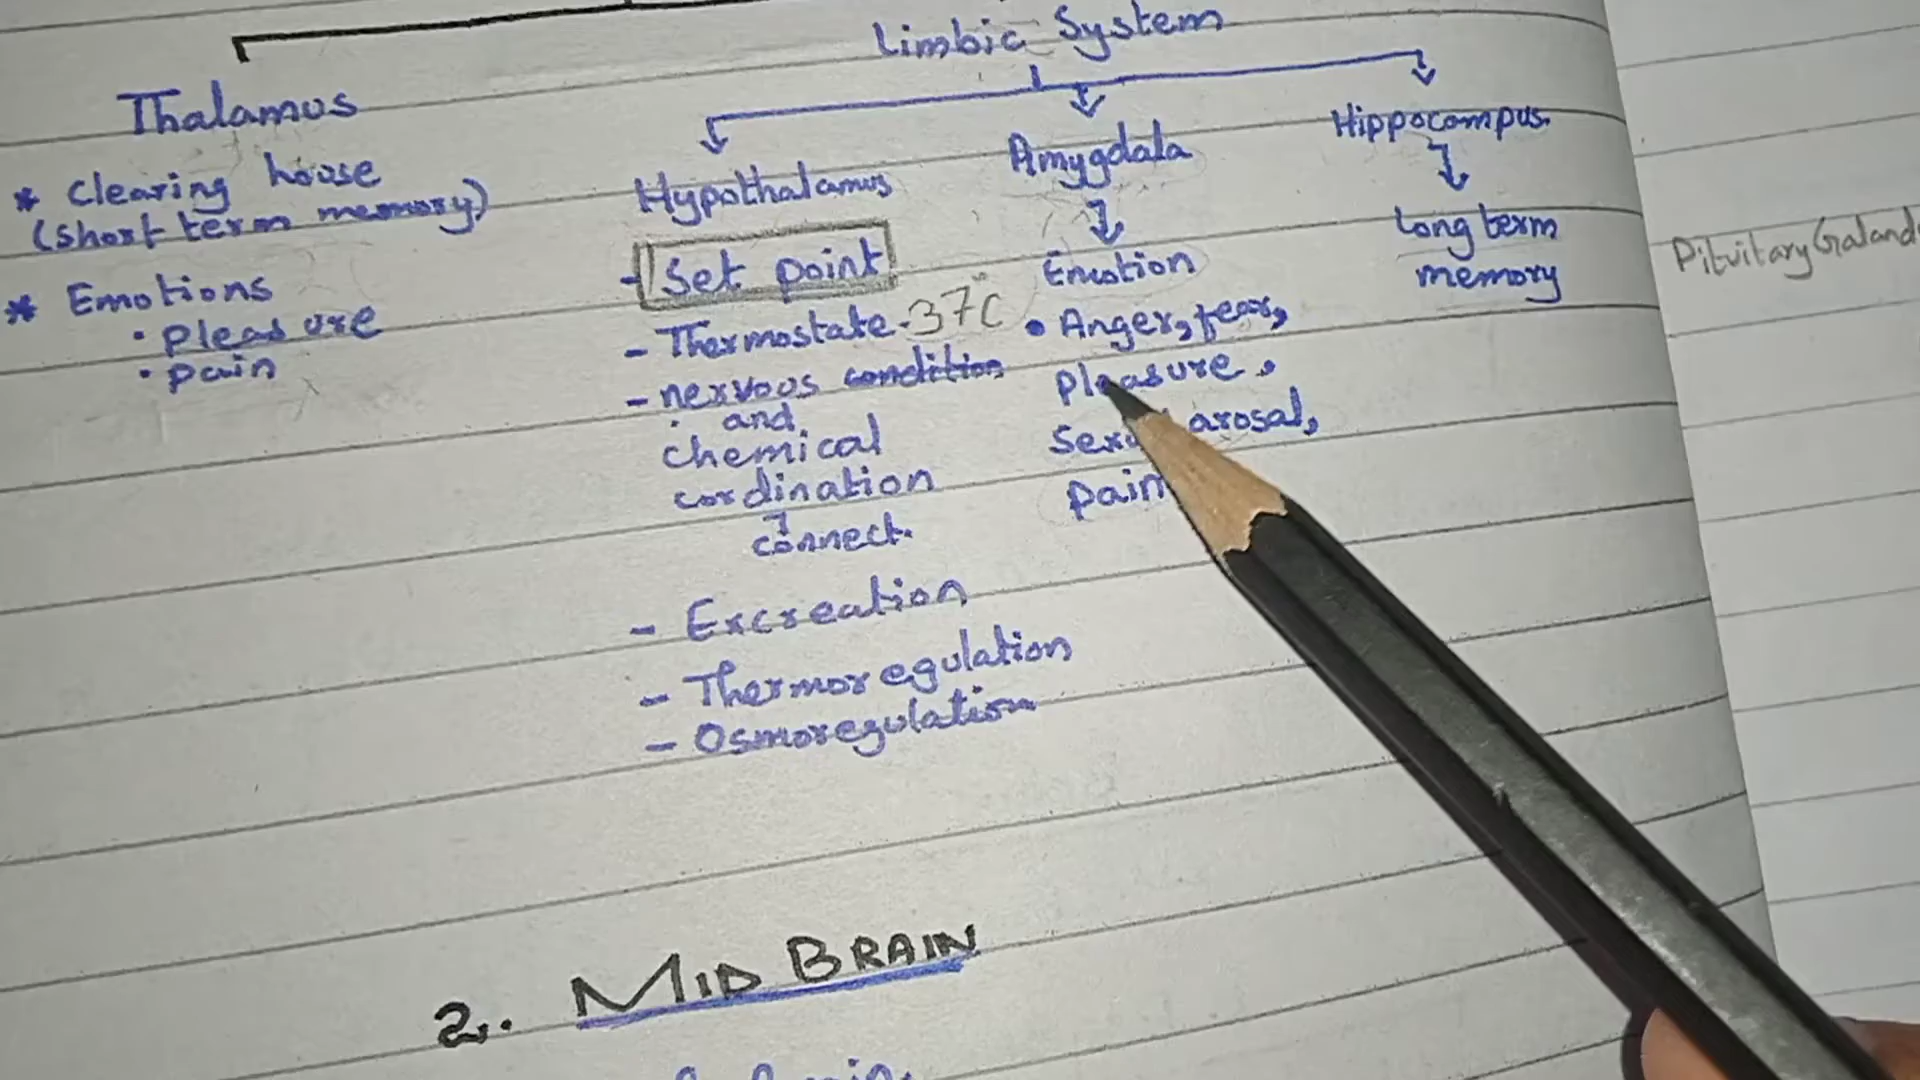 Limbic System
Thalamus
* Clearing house
(short term memory)
* Emotions
• pleasure
• pain
Hypothalamus
- Set point
- Thermostate - 37°C
- nervous condition
and
chemical
cordination
connect.
- Excreation
- Thermoregulation
- Osmoregulation
Amygdala
Emotion
• Anger, fear,
pleasure.
arosal,
pain
Hippocampus.
Long term
memory
Pituitary Galand
2. MID BRAIN